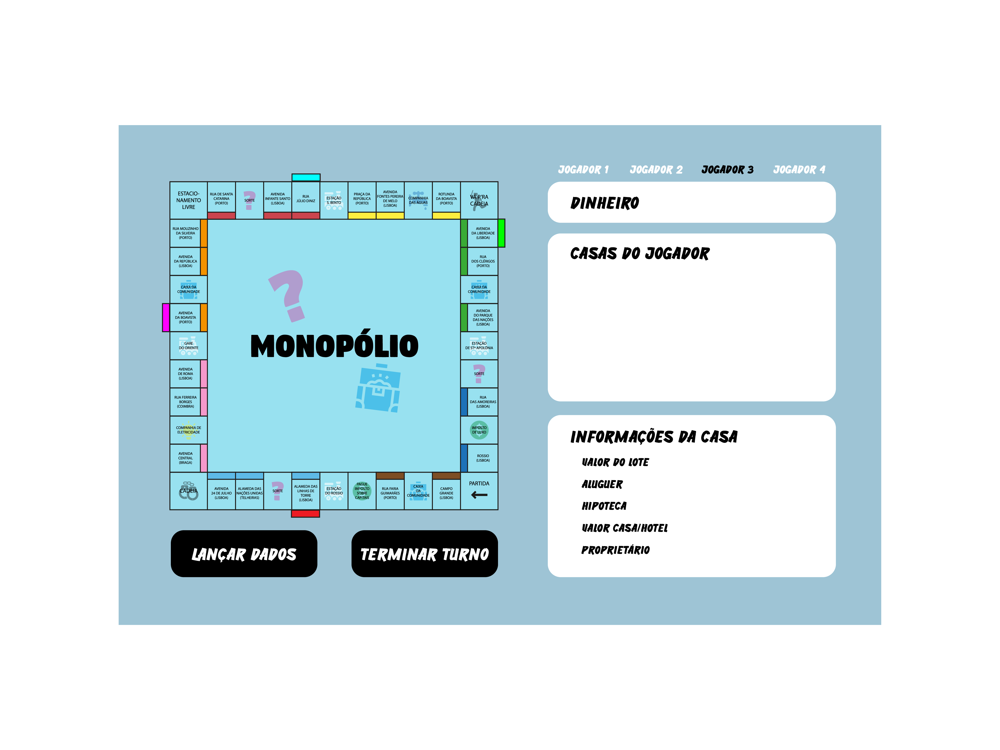 JOGADOR 1
JOGADOR 2
JOGADOR 3
JOGADOR 4
ESTACIO-
NAMENTO
LIVRE
RUA DE SANTA
CATARINA
(PORTO)
SORTE
AVENIDA
INFANTE SANTO
(LISBOA)
RUA
JÚLIO DINIZ
ESTAÇÃO
S. BENTO
PRAÇA DA
REPÚBLICA
(PORTO)
AVENIDA
FONTES PEREIRA
DE MELO
(LISBOA)
COMPANHIA
DAS ÁGUAS
ROTUNDA
DA BOAVISTA
(PORTO)
VÁ P'RA
CADEIA
RUA MOUZINHO
DA SILVEIRA
(PORTO)
AVENIDA
DA REPÚBLICA
(LISBOA)
CAIXA DA
COMUNIDADE
AVENIDA
DA BOAVISTA
(PORTO)
GARE
DO ORIENTE
AVENIDA
DE ROMA
(LISBOA)
RUA FERREIRA
BORGES
(COIMBRA)
COMPANHIA DE
ELETRICIDADE
AVENIDA
CENTRAL
(BRAGA)
?
MONOPÓLIO
AVENIDA
DA LIBERDADE
(LISBOA)
RUA
DOS CLÉRIGOS
(PORTO)
CAIXA DA
COMUNIDADE
AVENIDA
DO PARQUE
DAS NAÇÕES
(LISBOA)
ESTAÇÃO
DE STª APOLÓNIA
SORTE
RUA
DAS AMOREIRAS
(LISBOA)
IMPOSTO
DE LUXO
ROSSIO
(LISBOA)
CADEIA
AVENIDA
24 DE JULHO
(LISBOA)
ALAMEDA DAS
NAÇÕES UNIDAS
(TELHEIRAS)
SORTE
ALAMEDA DAS
LINHAS DE
TORRE
(LISBOA)
ESTAÇÃO
DO ROSSIO
PAGUE
IMPOSTO
SOBRE
CAPITAIS
RUA FARIA
GUIMARÃES
(PORTO)
CAIXA
DA
COMUNIDADE
CAMPO
GRANDE
(LISBOA)
PARTIDA
LANÇAR DADOS
TERMINAR TURNO
DINHEIRO
CASAS DO JOGADOR
INFORMAÇÕES DA CASA
VALOR DO LOTE
ALUGUER
HIPOTECA
VALOR CASA/HOTEL
PROPRIETÁRIO